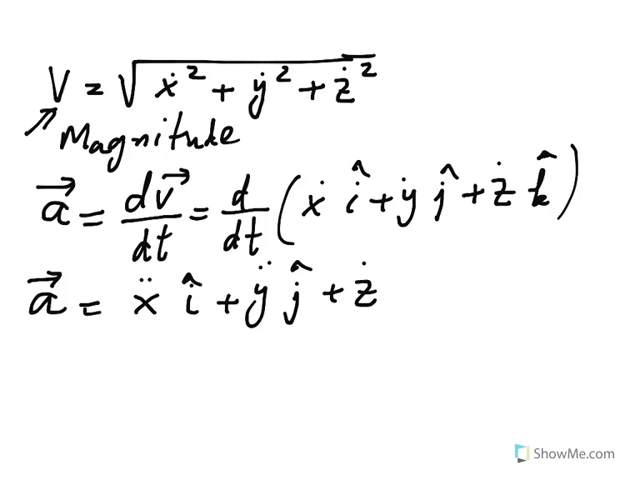 V = √(ẋ² + ẏ² + ż²)
Magnitude
a⃗ = dv⃗/dt = d/dt (ẋ î + ẏ ĵ + ż k̂)
a⃗ = ẍ î + ÿ ĵ + ż
ShowMe.com